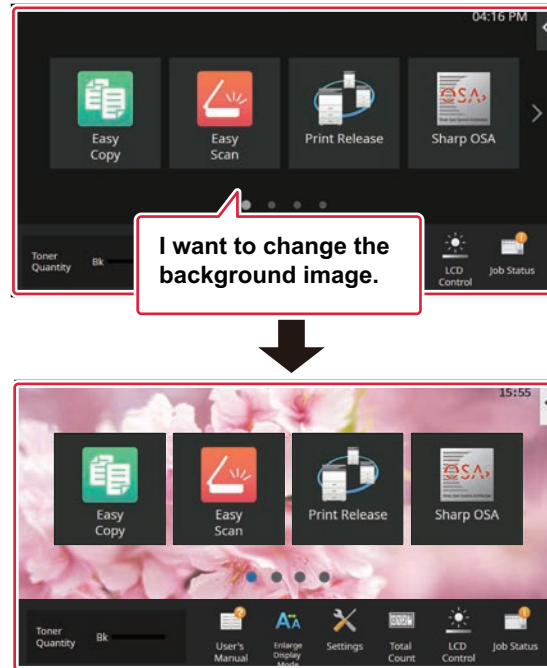 04:16 PM
Easy
Copy
Easy
Scan
Print Release
OSA
Sharp OSA
I want to change the
background image.
Toner
Quantity
Bk
LCD
Control
Job Status
15:55
Easy
Copy
Easy
Scan
Print Release
OSA
Sharp OSA
Toner
Quantity
Bk
User's
Manual
Enlarge
Display
Mode
Settings
Total
Count
LCD
Control
Job Status